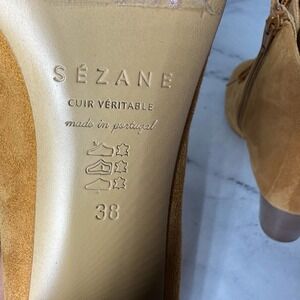 SÉZANE
CUIR VÉRITABLE
made in portugal
38